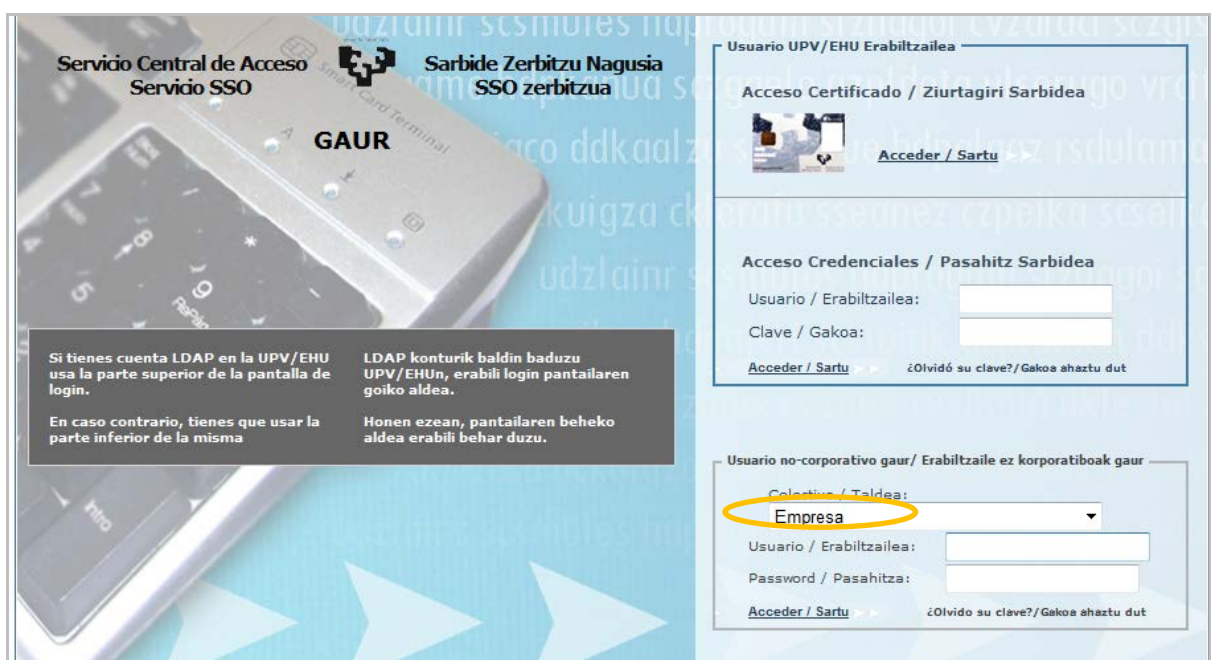 Servicio Central de Acceso
Servicio SSO
Sarbide Zerbitzu Nagusia
SSO zerbitzua
GAUR
Smart Card Terminal
Si tienes cuenta LDAP en la UPV/EHU
usa la parte superior de la pantalla de
login.
En caso contrario, tienes que usar la
parte inferior de la misma
LDAP konturik baldin baduzu
UPV/EHUn, erabili login pantailaren
goiko aldea.
Honen ezean, pantailaren beheko
aldea erabili behar duzu.
Intro
Usuario UPV/EHU Erabiltzailea
Acceso Certificado / Ziurtagiri Sarbidea
Acceder / Sartu
Acceso Credenciales / Pasahitz Sarbidea
Usuario / Erabiltzailea:
Clave / Gakoa:
Acceder / Sartu
¿Olvidó su clave?/Gakoa ahaztu dut
Usuario no-corporativo gaur/ Erabiltzaile ez korporatiboak gaur
Colectivo / Taldea:
Empresa
Usuario / Erabiltzailea:
Password / Pasahitza:
Acceder / Sartu
¿Olvido su clave?/Gakoa ahaztu dut